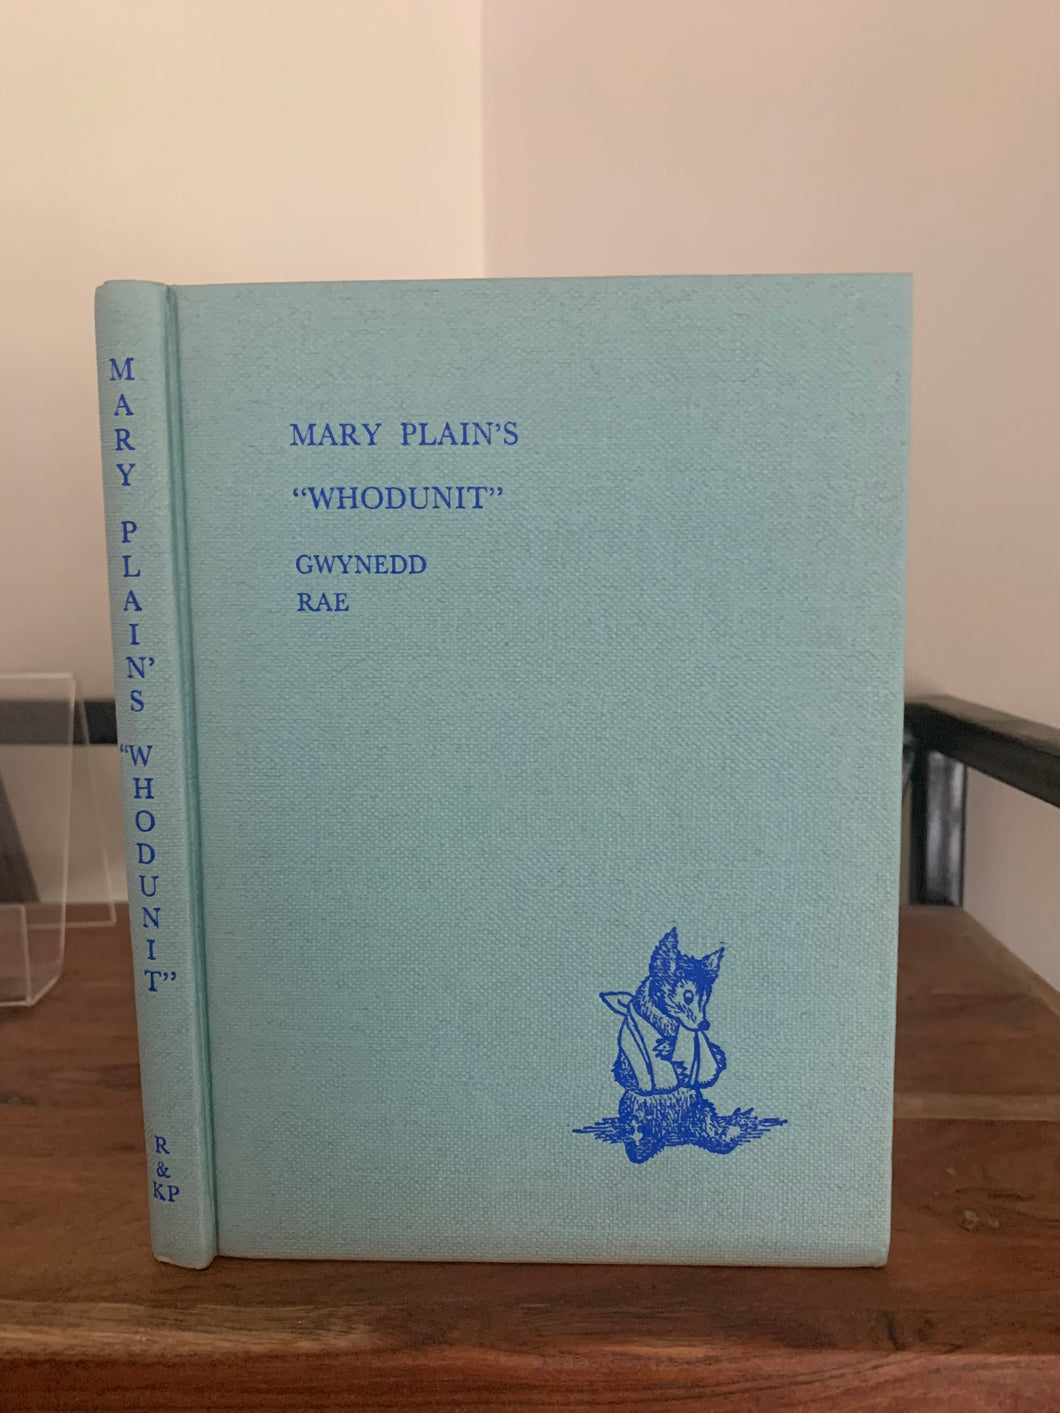 MARY PLAIN'S "WHODUNIT"
R
&
KP
MARY PLAIN'S
"WHODUNIT"
GWYNEDD
RAE